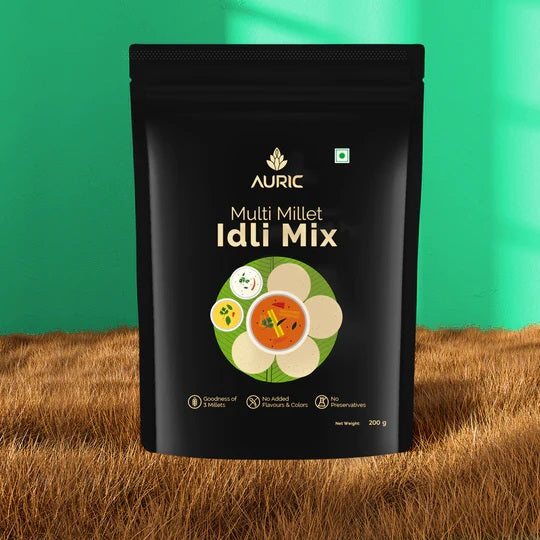 AURIC
Multi Millet
Idli Mix
Goodness of
3 Millets
No Added
Flavours & Colors
No
Preservatives
Net Weight: 200 g